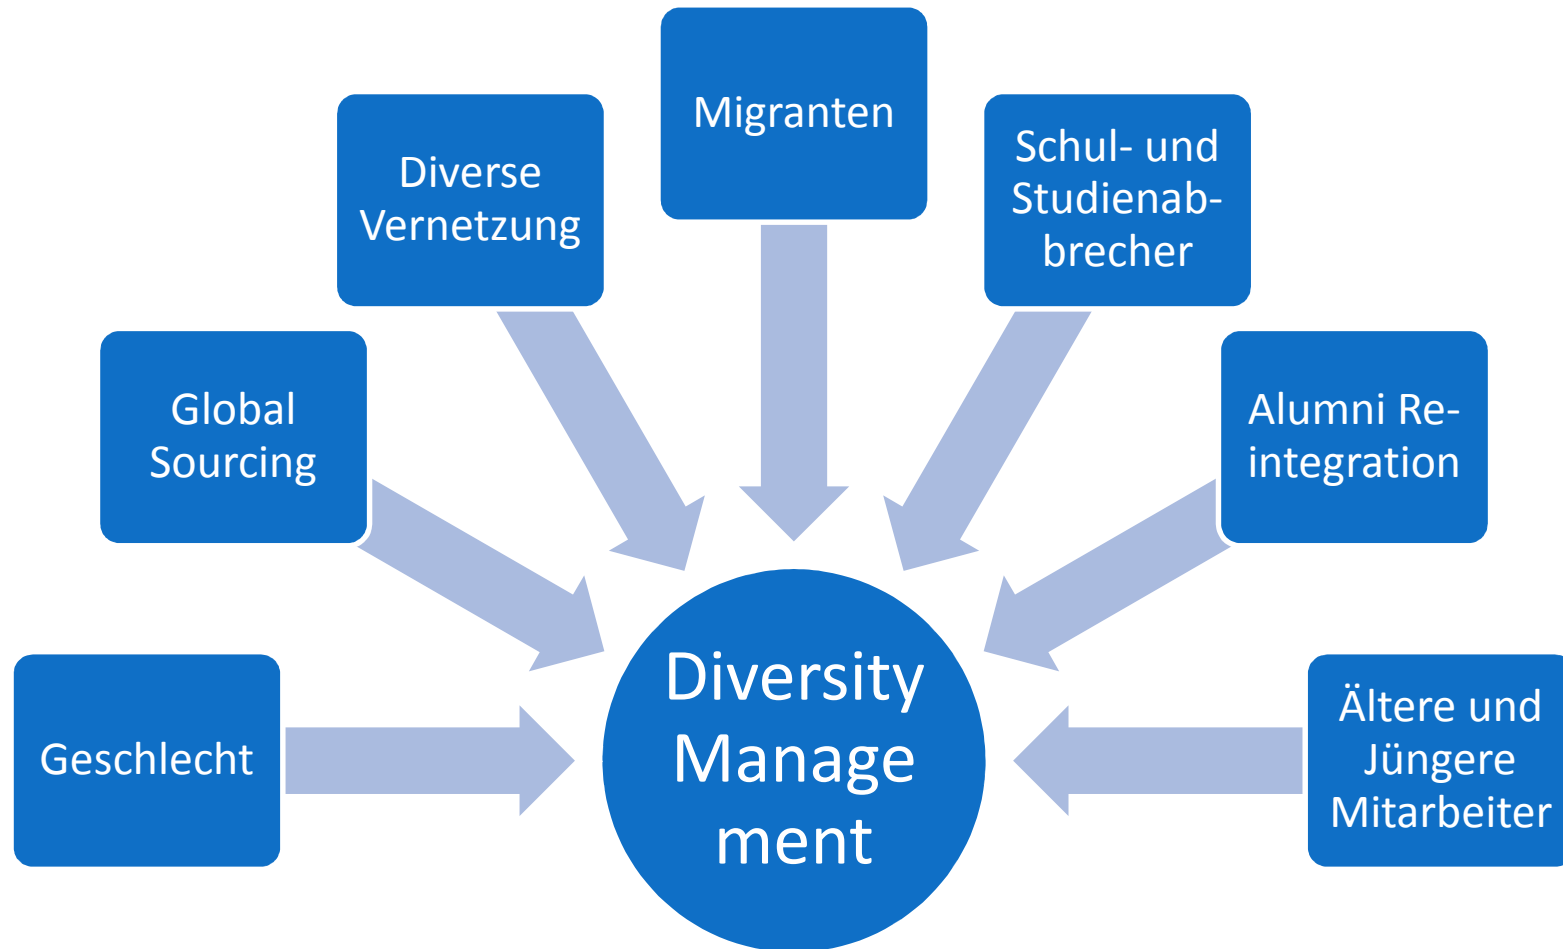 Migranten
Diverse
Vernetzung
Schul- und
Studienab-
brecher
Global
Sourcing
Alumni Re-
integration
Geschlecht
Diversity
Manage
ment
Ältere und
Jüngere
Mitarbeiter